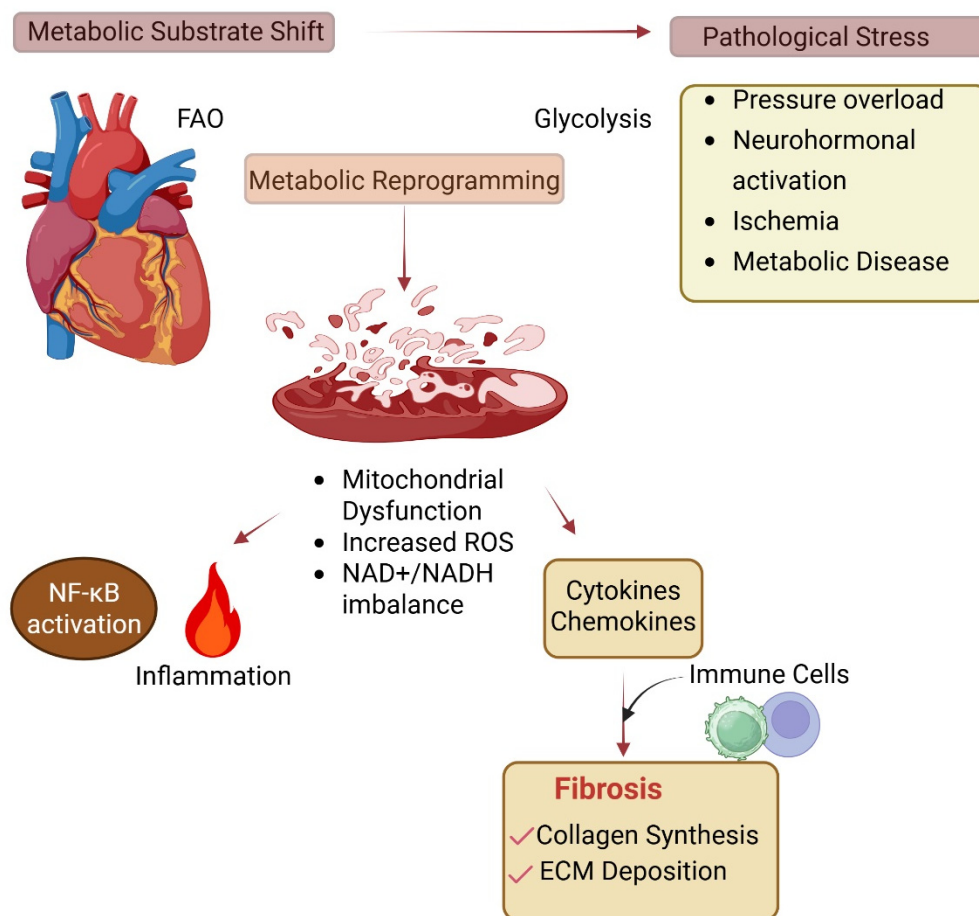 Metabolic Substrate Shift
Pathological Stress
FAO
Glycolysis
• Pressure overload
• Neurohormonal
activation
• Ischemia
• Metabolic Disease
Metabolic Reprogramming
• Mitochondrial
Dysfunction
• Increased ROS
• NAD+/NADH
imbalance
NF-κB
activation
Inflammation
Cytokines
Chemokines
Immune Cells
Fibrosis
✓ Collagen Synthesis
✓ ECM Deposition